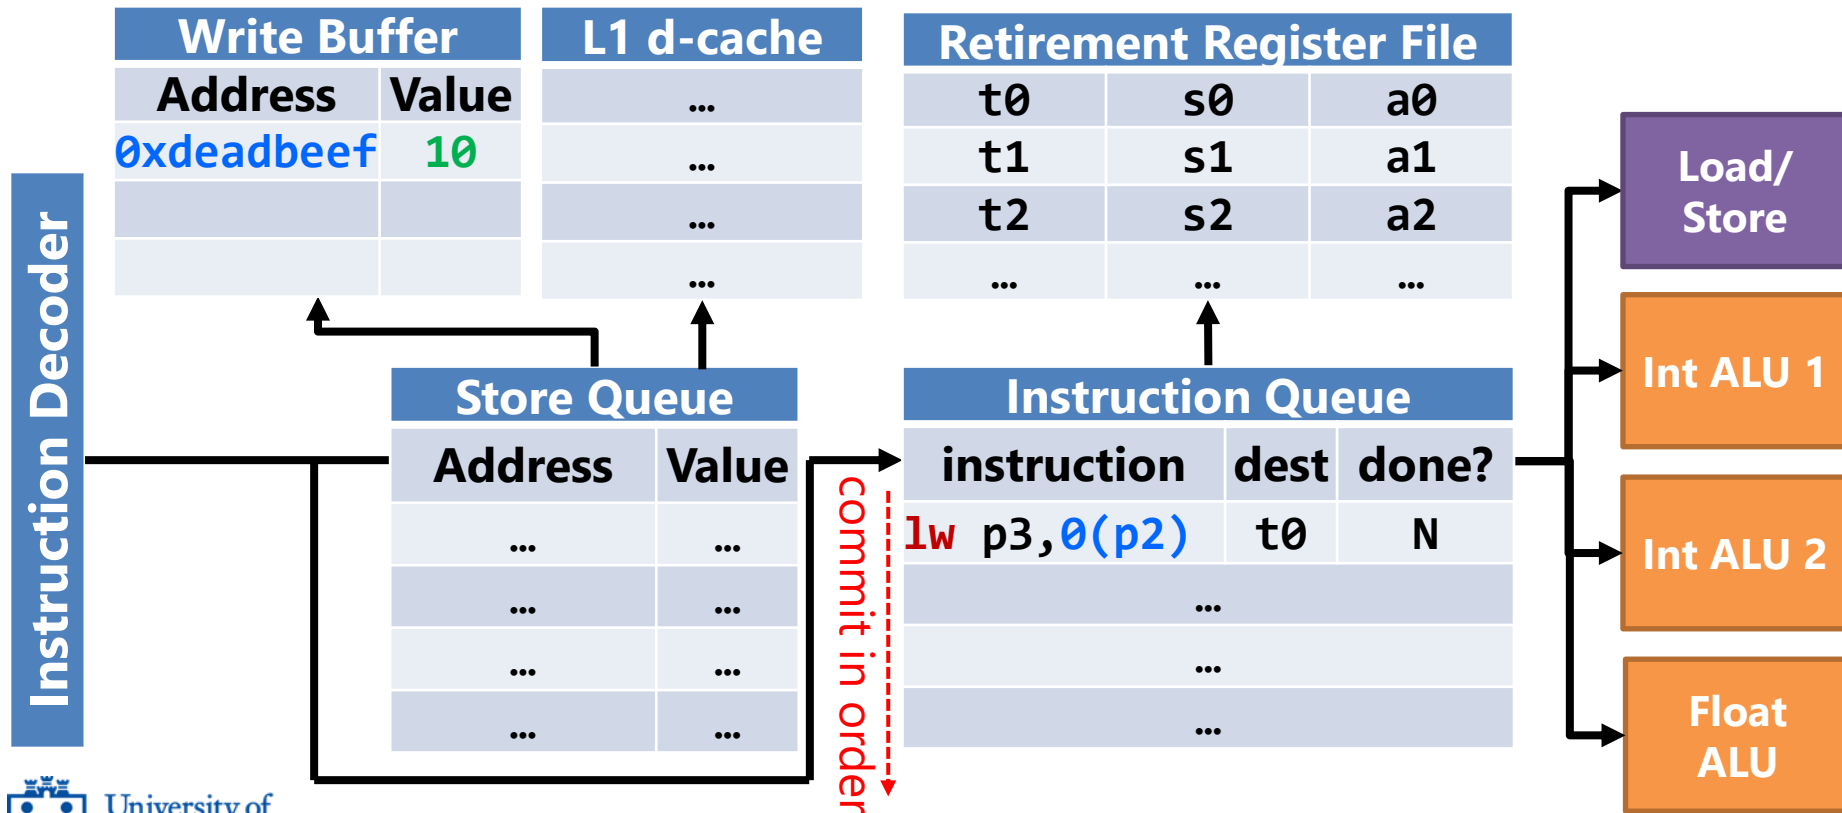 Write Buffer
Address Value
0xdeadbeef 10
L1 d-cache
...
...
...
...
Retirement Register File
t0 s0 a0
t1 s1 a1
t2 s2 a2
... ... ...
Instruction Decoder
Store Queue
Address Value
... ...
... ...
... ...
... ...
commit in order
Instruction Queue
instruction dest done?
lw p3,0(p2) t0 N
...
...
...
Load/
Store
Int ALU 1
Int ALU 2
Float
ALU
University of